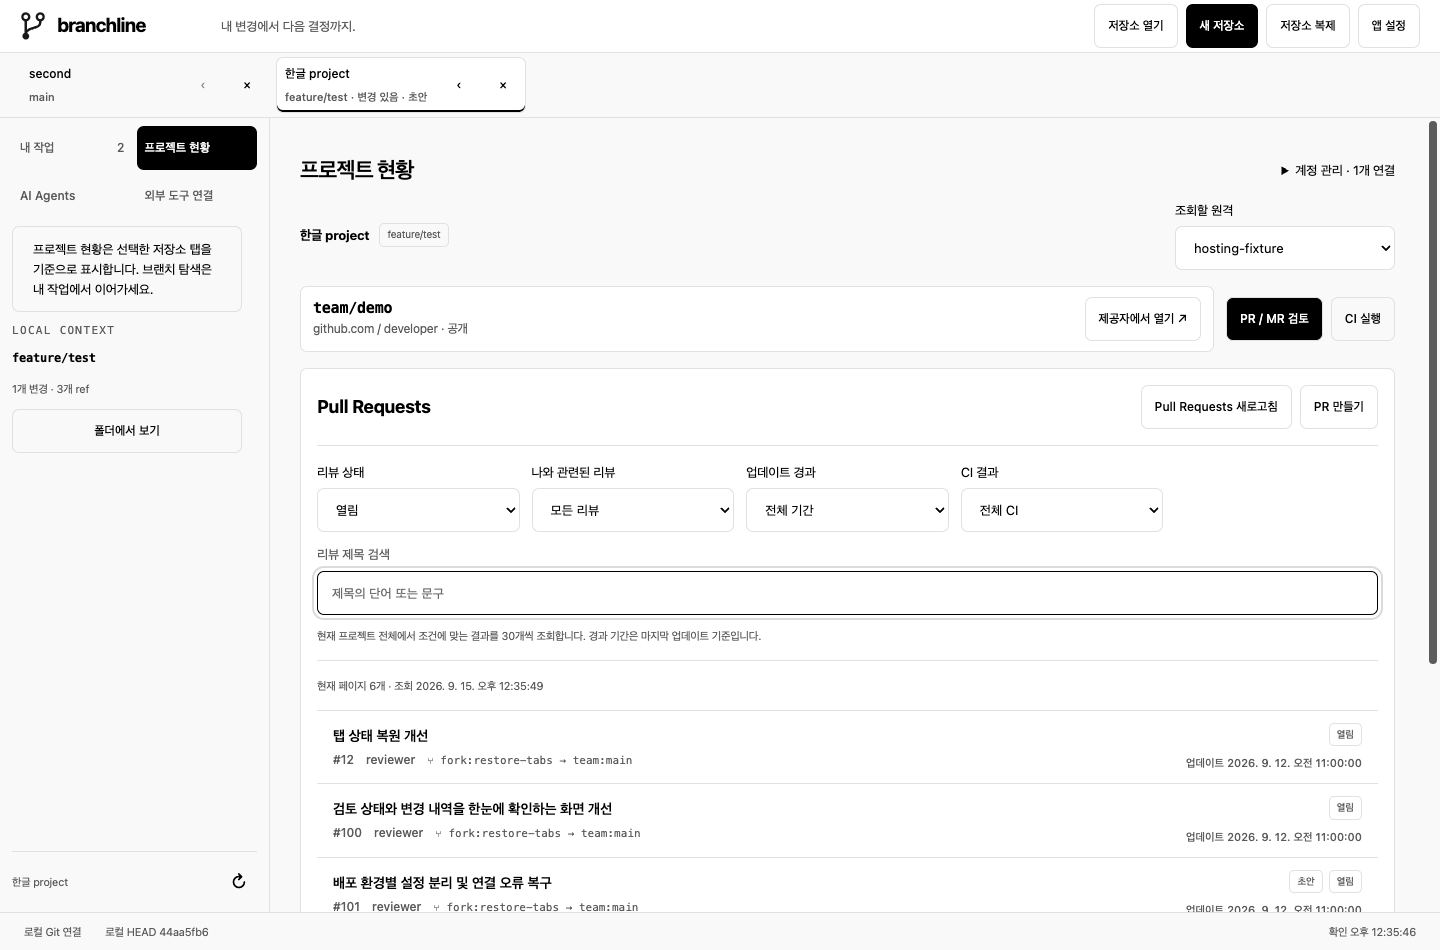 branchline
내 변경에서 다음 결정까지.
저장소 열기
새 저장소
저장소 복제
앱 설정
second
main
‹
×
한글 project
feature/test · 변경 있음 · 초안
‹
×
내 작업
2
프로젝트 현황
AI Agents
외부 도구 연결
프로젝트 현황은 선택한 저장소 탭을
기준으로 표시합니다. 브랜치 탐색은
내 작업에서 이어가세요.
LOCAL CONTEXT
feature/test
1개 변경 · 3개 ref
폴더에서 보기
한글 project
프로젝트 현황
▶ 계정 관리 · 1개 연결
한글 project
feature/test
조회할 원격
hosting-fixture
team/demo
github.com / developer · 공개
제공자에서 열기 ↗
PR / MR 검토
CI 실행
Pull Requests
Pull Requests 새로고침
PR 만들기
리뷰 상태
나와 관련된 리뷰
업데이트 경과
CI 결과
열림
모든 리뷰
전체 기간
전체 CI
리뷰 제목 검색
제목의 단어 또는 문구
현재 프로젝트 전체에서 조건에 맞는 결과를 30개씩 조회합니다. 경과 기간은 마지막 업데이트 기준입니다.
현재 페이지 6개 · 조회 2026. 9. 15. 오후 12:35:49
탭 상태 복원 개선
열림
#12 reviewer ⑂ fork:restore-tabs → team:main
업데이트 2026. 9. 12. 오전 11:00:00
검토 상태와 변경 내역을 한눈에 확인하는 화면 개선
열림
#100 reviewer ⑂ fork:restore-tabs → team:main
업데이트 2026. 9. 12. 오전 11:00:00
배포 환경별 설정 분리 및 연결 오류 복구
초안
열림
#101 reviewer ⑂ fork:restore-tabs → team:main
업데이트 2026. 9. 12. 오전 11:00:00
로컬 Git 연결
로컬 HEAD 44aa5fb6
확인 오후 12:35:46